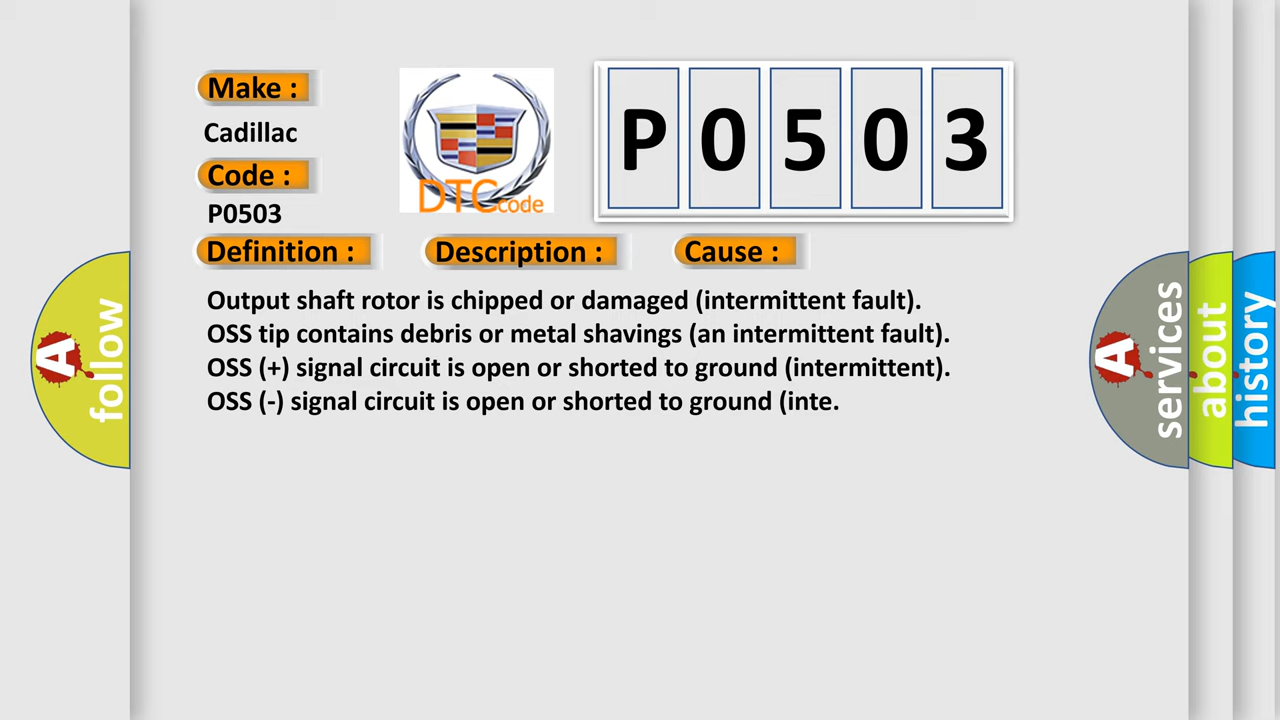 Make :
Cadillac
Code :
P0503
DTC code
P 0 5 0 3
Definition :
Description :
Cause :
Output shaft rotor is chipped or damaged (intermittent fault).
OSS tip contains debris or metal shavings (an intermittent fault).
OSS (+) signal circuit is open or shorted to ground (intermittent).
OSS (-) signal circuit is open or shorted to ground (inte.
A follow
A services
about
history